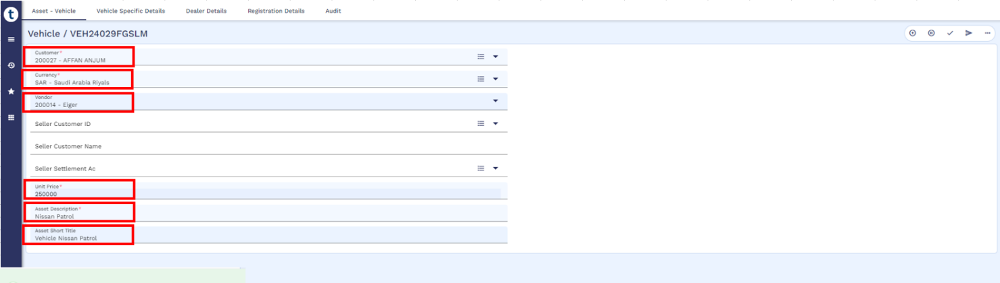 t
Asset - Vehicle Vehicle Specific Details Dealer Details Registration Details Audit
Vehicle / VEH24029FGSLM
Customer*
200027 - AFFAN ANJUM
Currency*
SAR - Saudi Arabia Riyals
Vendor
200014 - Eiger
Seller Customer ID
Seller Customer Name
Seller Settlement Ac
Unit Price*
250000
Asset Description*
Nissan Patrol
Asset Short Title
Vehicle Nissan Patrol